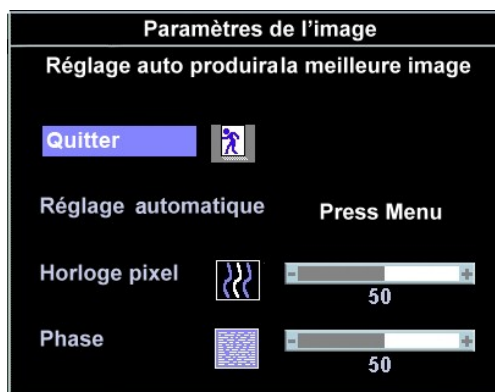 Paramètres de l'image
Réglage auto produirala meilleure image
Quitter
Réglage automatique Press Menu
Horloge pixel - +
50
Phase - +
50